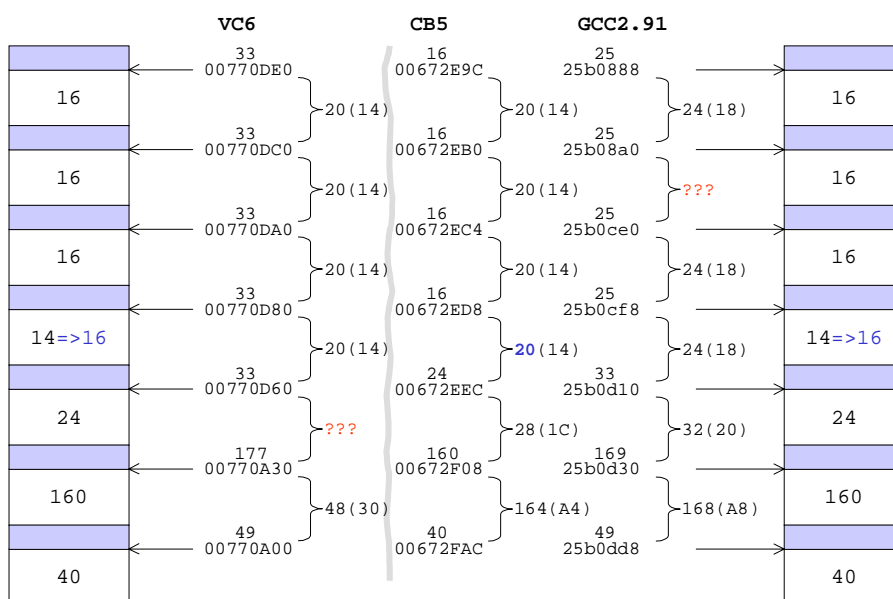 VC6 CB5 GCC2.91
33 16 25
00770DE0 00672E9C 25b0888
16 20(14) 20(14) 24(18) 16
33 16 25
00770DC0 00672EB0 25b08a0
16 20(14) 20(14) ??? 16
33 16 25
00770DA0 00672EC4 25b0ce0
16 20(14) 20(14) 24(18) 16
33 16 25
00770D80 00672ED8 25b0cf8
14=>16 20(14) 20(14) 24(18) 14=>16
33 24 33
00770D60 00672EEC 25b0d10
24 ??? 28(1C) 32(20) 24
177 160 169
00770A30 00672F08 25b0d30
160 48(30) 164(A4) 168(A8) 160
49 40 49
00770A00 00672FAC 25b0dd8
40 40